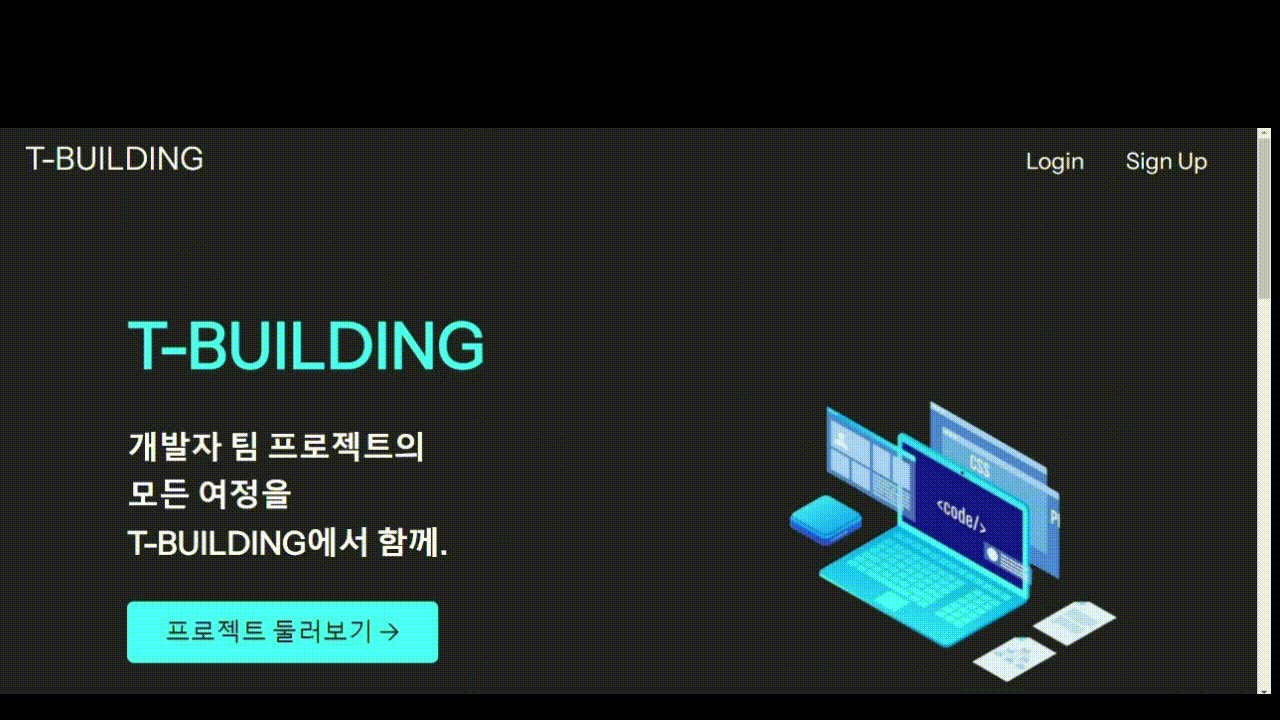 T-BUILDING
Login
Sign Up
T-BUILDING
개발자 팀 프로젝트의
모든 여정을
T-BUILDING에서 함께.
CSS
<code/>
프로젝트 둘러보기 →